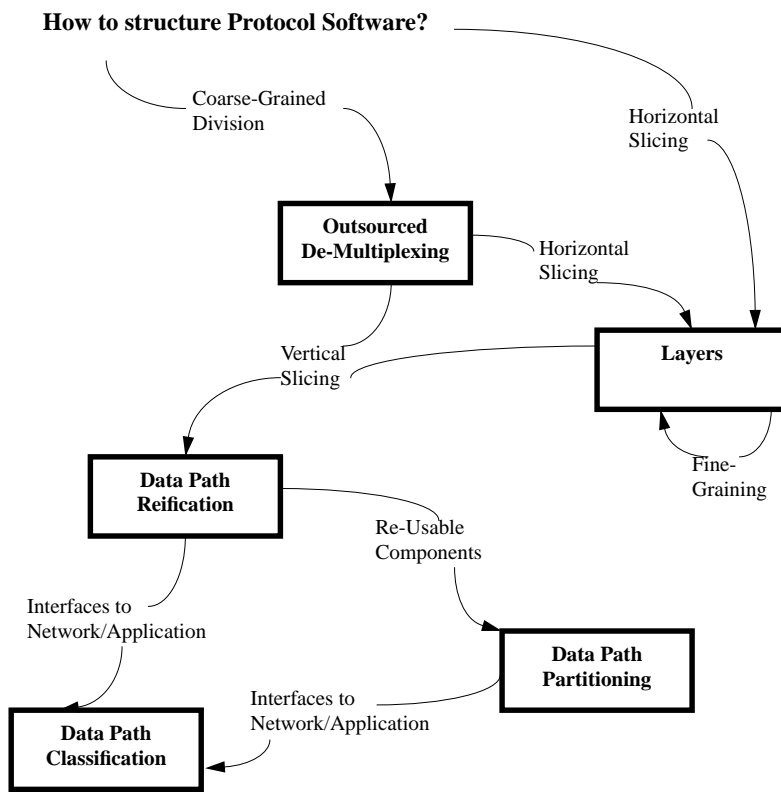 How to structure Protocol Software?
Coarse-Grained
Division
Horizontal
Slicing
Outsourced
De-Multiplexing
Horizontal
Slicing
Layers
Vertical
Slicing
Fine-
Graining
Data Path
Reification
Re-Usable
Components
Interfaces to
Network/Application
Data Path
Partitioning
Interfaces to
Network/Application
Data Path
Classification